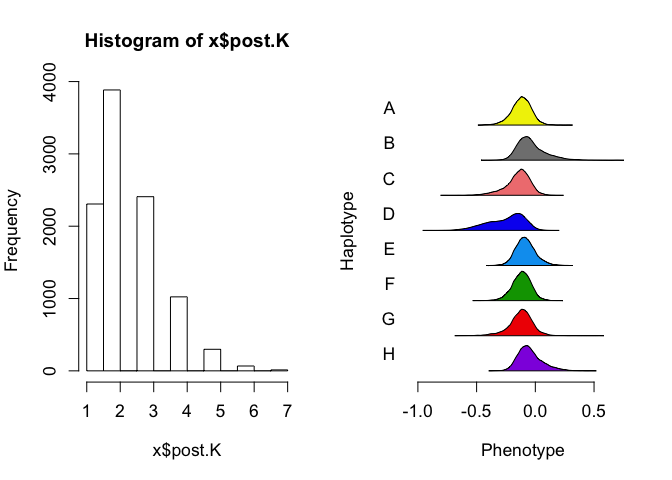 Histogram of x$post.K
Frequency
4000
3000
2000
1000
0
1 2 3 4 5 6 7
x$post.K
Haplotype
A
B
C
D
E
F
G
H
-1.0 -0.5 0.0 0.5
Phenotype